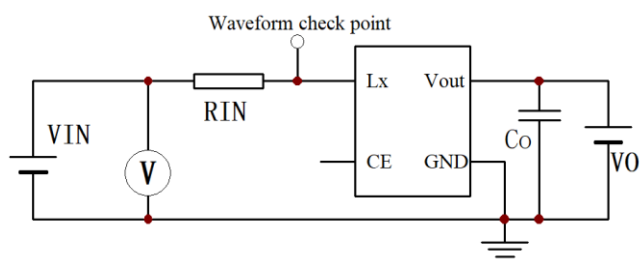 Waveform check point
Lx Vout
RIN
VIN
CO
V
CE GND
VO